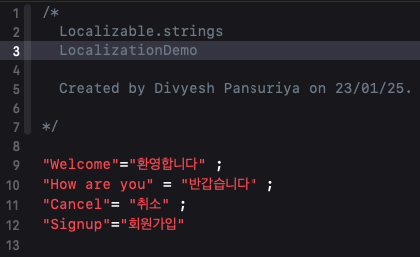 1 /*
2 Localizable.strings
3 LocalizationDemo
4
5 Created by Divyesh Pansuriya on 23/01/25.
6
7 */
8
9 "Welcome"="환영합니다" ;
10 "How are you" = "반갑습니다" ;
11 "Cancel"= "취소" ;
12 "Signup"="회원가입"
13